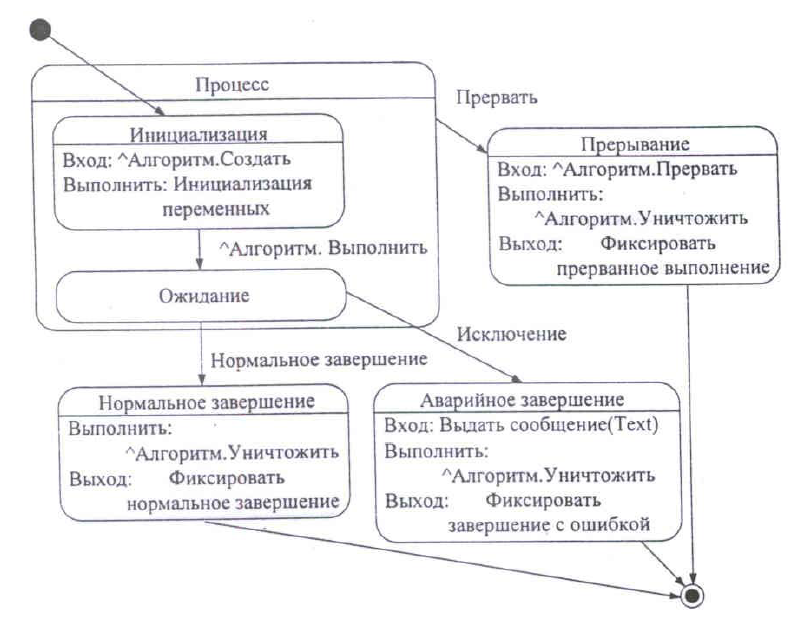 Процесс
Прервать
Инициализация
Вход: ^Алгоритм.Создать
Выполнить: Инициализация
переменных
Прерывание
Вход: ^Алгоритм.Прервать
Выполнить:
^Алгоритм.Уничтожить
Выход: Фиксировать
прерванное выполнение
^Алгоритм. Выполнить
Ожидание
Исключение
Нормальное завершение
Нормальное завершение
Выполнить:
^Алгоритм.Уничтожить
Выход: Фиксировать
нормальное завершение
Аварийное завершение
Вход: Выдать сообщение(Text)
Выполнить:
^Алгоритм.Уничтожить
Выход: Фиксировать
завершение с ошибкой